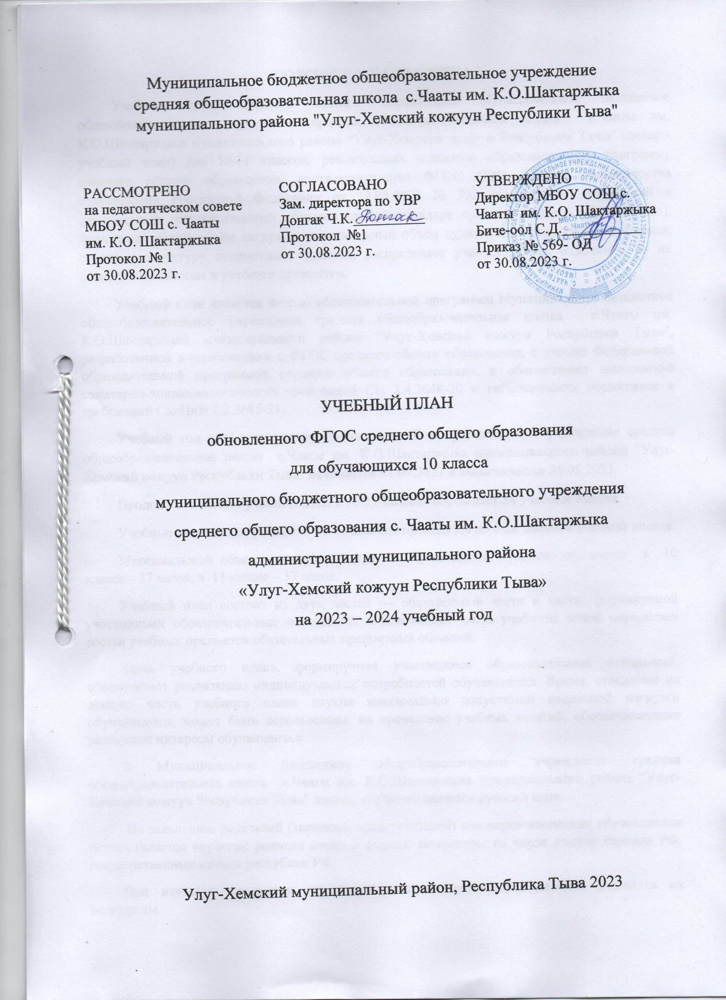 Муниципальное бюджетное общеобразовательное учреждение
средняя общеобразовательная школа  с.Чааты им. К.О.Шактаржыка
муниципального района "Улуг-Хемский кожуун Республики Тыва"
РАССМОТРЕНО
на педагогическом совете
МБОУ СОШ с. Чааты
им. К.О. Шактаржыка
Протокол № 1
от 30.08.2023 г.
СОГЛАСОВАНО
Зам. директора по УВР
Донгак Ч.К. Донгак
Протокол  №1
от 30.08.2023 г.
УТВЕРЖДЕНО
Директор МБОУ СОШ с.
Чааты  им. К.О. Шактаржыка
Биче-оол С.Д.
Приказ № 569- ОД
от 30.08.2023 г.
МБОУ СОШ
с. Чааты
им. К.О. Шактаржыка
УЧЕБНЫЙ ПЛАН
обновленного ФГОС среднего общего образования
для обучающихся 10 класса
муниципального бюджетного общеобразовательного учреждения
среднего общего образования с. Чааты им. К.О.Шактаржыка
администрации муниципального района
«Улуг-Хемский кожуун Республики Тыва»
на 2023 – 2024 учебный год
Улуг-Хемский муниципальный район, Республика Тыва 2023